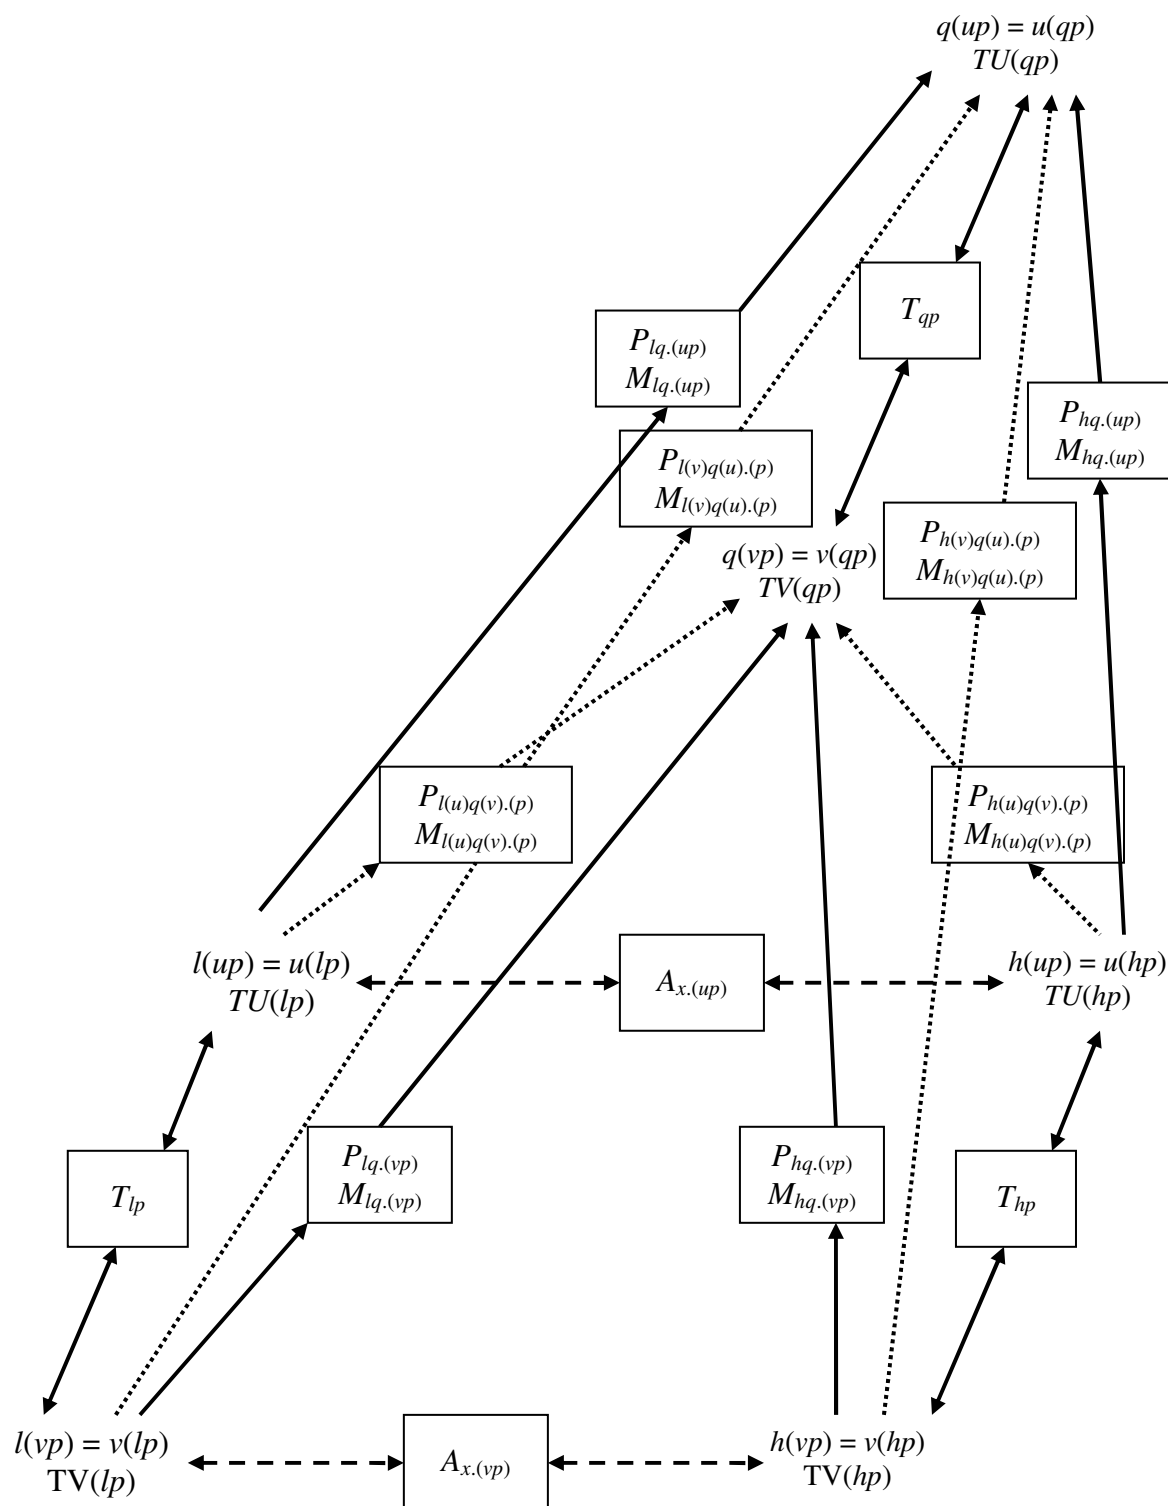 q(up) = u(qp)
TU(qp)
T_qp
P_lq.(up)
M_lq.(up)
P_hq.(up)
M_hq.(up)
P_l(v)q(u).(p)
M_l(v)q(u).(p)
P_h(v)q(u).(p)
M_h(v)q(u).(p)
q(vp) = v(qp)
TV(qp)
P_l(u)q(v).(p)
M_l(u)q(v).(p)
P_h(u)q(v).(p)
M_h(u)q(v).(p)
l(up) = u(lp)
TU(lp)
A_x.(up)
h(up) = u(hp)
TU(hp)
T_lp
P_lq.(vp)
M_lq.(vp)
P_hq.(vp)
M_hq.(vp)
T_hp
l(vp) = v(lp)
TV(lp)
A_x.(vp)
h(vp) = v(hp)
TV(hp)